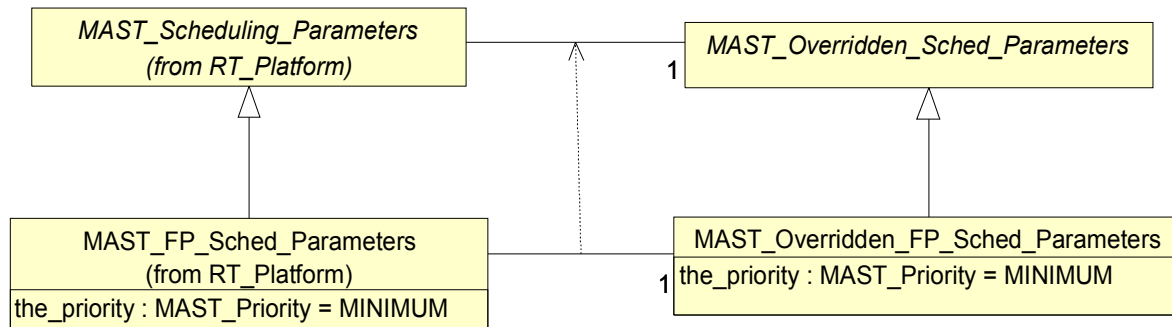 MAST_Scheduling_Parameters
(from RT_Platform)
MAST_Overridden_Sched_Parameters
1
MAST_FP_Sched_Parameters
(from RT_Platform)
the_priority : MAST_Priority = MINIMUM
MAST_Overridden_FP_Sched_Parameters
the_priority : MAST_Priority = MINIMUM
1